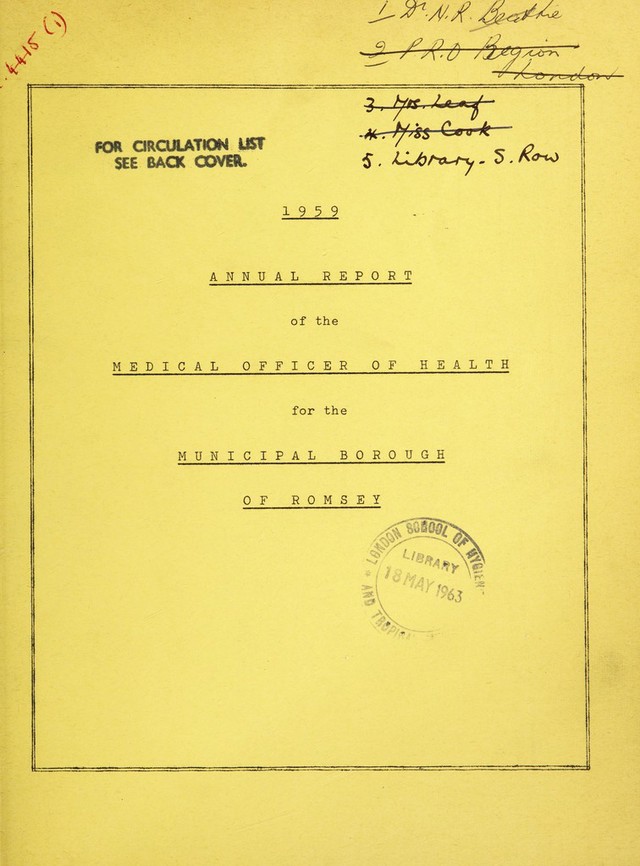 4415 (1)
1 Dr. N. R. Beattie
2 P R.O Region
London
3. Mrs. Leaf
4. Miss Cook
5. Library - S. Row
FOR CIRCULATION LIST
SEE BACK COVER.
1959
ANNUAL REPORT
of the
MEDICAL OFFICER OF HEALTH
for the
MUNICIPAL BOROUGH
OF ROMSEY
LONDON SCHOOL OF HYGIEN
LIBRARY
18 MAY 1963
AND TROPICAL